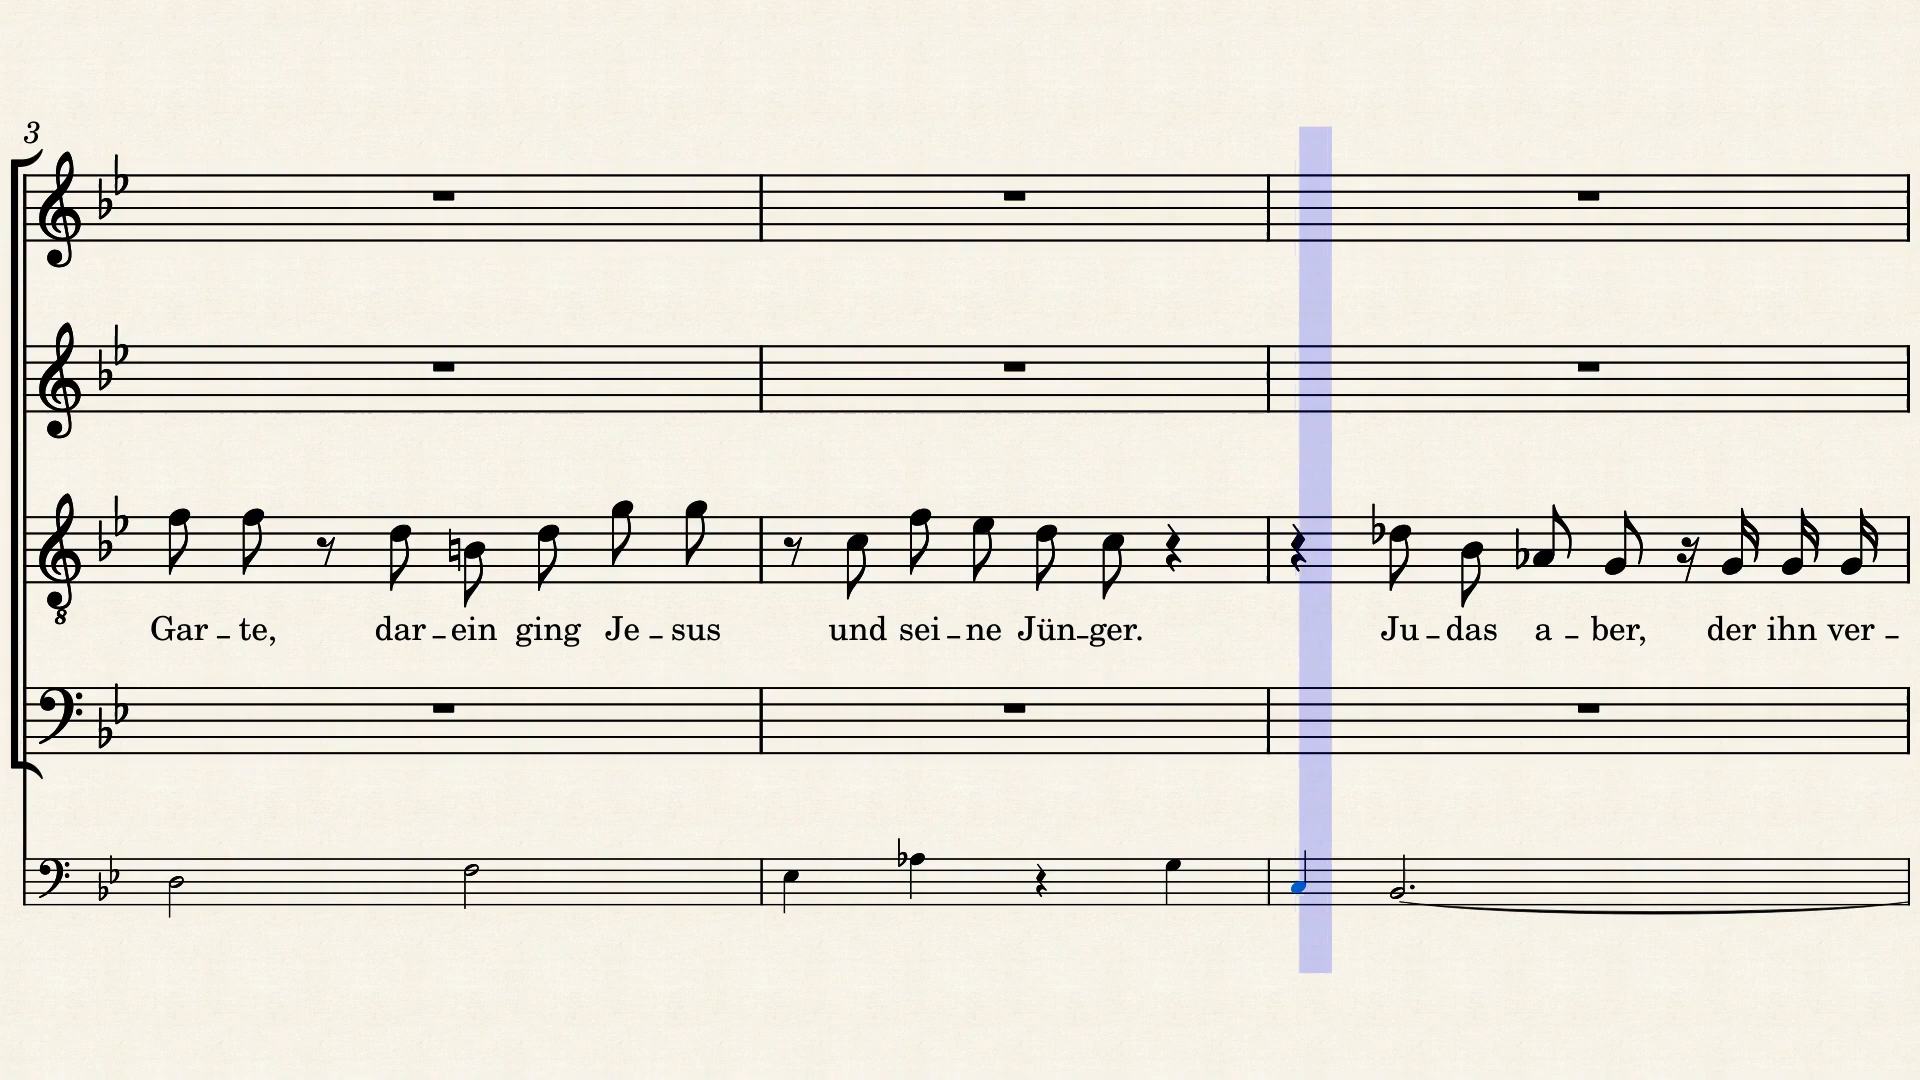 3
8
Gar – te, dar – ein ging Je – sus und sei – ne Jün – ger. Ju – das a – ber, der ihn ver –